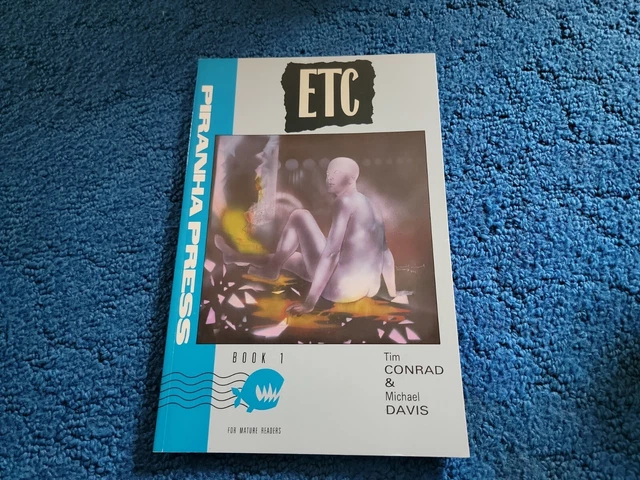 ETC
PIRANHA PRESS
BOOK 1
Tim
CONRAD
&
Michael
DAVIS
FOR MATURE READERS